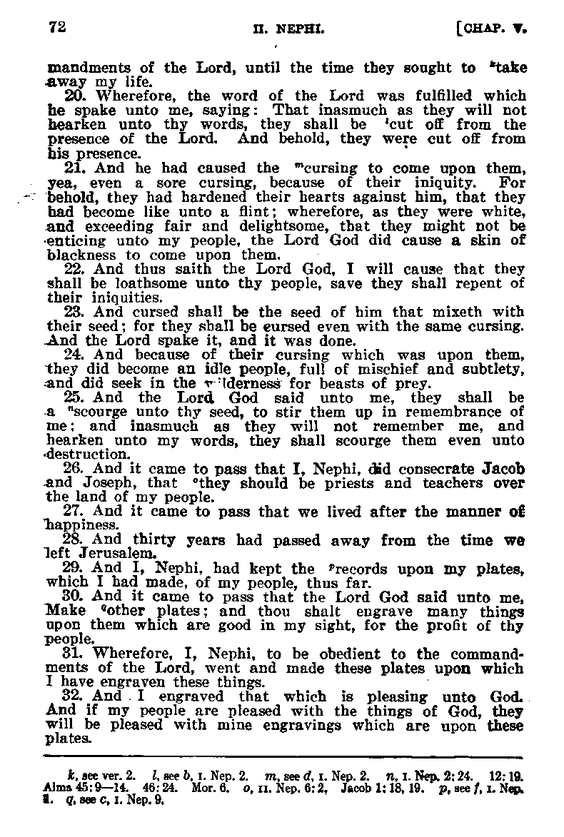 72 II. NEPHI. [CHAP. V.
mandments of the Lord, until the time they sought to ᵏtake
away my life.
20. Wherefore, the word of the Lord was fulfilled which
he spake unto me, saying: That inasmuch as they will not
hearken unto thy words, they shall be ˡcut off from the
presence of the Lord. And behold, they were cut off from
his presence.
21. And he had caused the ᵐcursing to come upon them,
yea, even a sore cursing, because of their iniquity. For
behold, they had hardened their hearts against him, that they
had become like unto a flint; wherefore, as they were white,
and exceeding fair and delightsome, that they might not be
enticing unto my people, the Lord God did cause a skin of
blackness to come upon them.
22. And thus saith the Lord God, I will cause that they
shall be loathsome unto thy people, save they shall repent of
their iniquities.
23. And cursed shall be the seed of him that mixeth with
their seed; for they shall be cursed even with the same cursing.
And the Lord spake it, and it was done.
24. And because of their cursing which was upon them,
they did become an idle people, full of mischief and subtlety,
and did seek in the wilderness for beasts of prey.
25. And the Lord God said unto me, they shall be
a ⁿscourge unto thy seed, to stir them up in remembrance of
me; and inasmuch as they will not remember me, and
hearken unto my words, they shall scourge them even unto
destruction.
26. And it came to pass that I, Nephi, did consecrate Jacob
and Joseph, that ᵒthey should be priests and teachers over
the land of my people.
27. And it came to pass that we lived after the manner of
happiness.
28. And thirty years had passed away from the time we
left Jerusalem.
29. And I, Nephi, had kept the ᵖrecords upon my plates,
which I had made, of my people, thus far.
30. And it came to pass that the Lord God said unto me,
Make qother plates; and thou shalt engrave many things
upon them which are good in my sight, for the profit of thy
people.
31. Wherefore, I, Nephi, to be obedient to the command-
ments of the Lord, went and made these plates upon which
I have engraven these things.
32. And I engraved that which is pleasing unto God.
And if my people are pleased with the things of God, they
will be pleased with mine engravings which are upon these
plates.
k, see ver. 2. l, see b, I. Nep. 2. m, see d, I. Nep. 2. n, I. Nep. 2:24. 12:19.
Alma 45:9—14. 46:24. Mor. 6. o, II. Nep. 6:2, Jacob 1:18, 19. p, see f, I. Nep.
1. q, see c, I. Nep. 9.